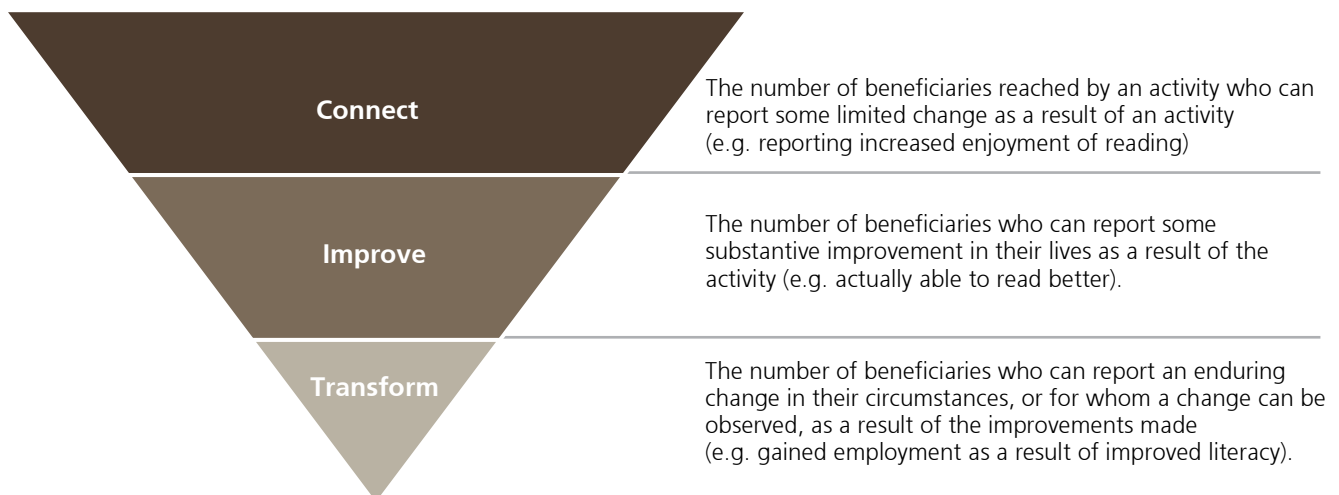 Connect
The number of beneficiaries reached by an activity who can
report some limited change as a result of an activity
(e.g. reporting increased enjoyment of reading)
Improve
The number of beneficiaries who can report some
substantive improvement in their lives as a result of the
activity (e.g. actually able to read better).
Transform
The number of beneficiaries who can report an enduring
change in their circumstances, or for whom a change can be
observed, as a result of the improvements made
(e.g. gained employment as a result of improved literacy).